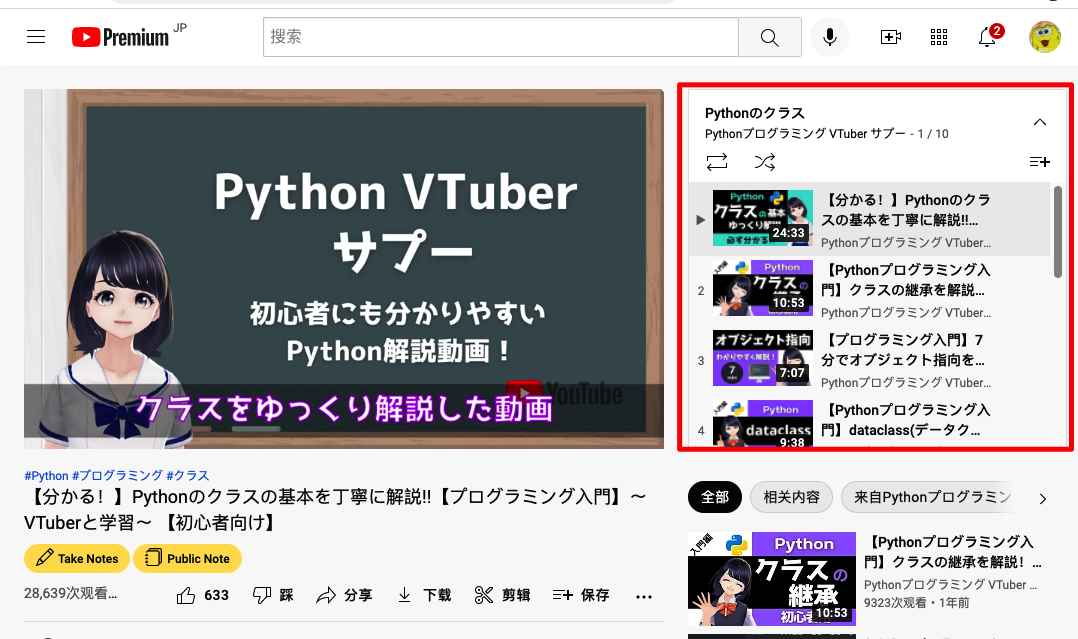 Premium JP
搜索
2
Python VTuber
サプー
初心者にも分かりやすい
Python解説動画！
YouTube
クラスをゆっくり解説した動画
#Python #プログラミング #クラス
【分かる！】Pythonのクラスの基本を丁寧に解説!!【プログラミング入門】〜
VTuberと学習〜 【初心者向け】
Take Notes
Public Note
28,639次观看...
633
踩
分享
下载
剪辑
保存
Pythonのクラス
Pythonプログラミング VTuber サプー - 1 / 10
Python
クラスの基本
ゆっくり解
必ず分かる
24:33
【分かる！】Pythonのクラ
スの基本を丁寧に解説!!...
Pythonプログラミング VTuber...
2
入門編
Python
クラスの
10:53
【Pythonプログラミング入
門】クラスの継承を解説...
Pythonプログラミング VTuber...
3
オブジェクト指向
わかりやすく解説！
7
7:07
【プログラミング入門】7
分でオブジェクト指向を...
Pythonプログラミング VTuber...
4
Python
dataclass
9:38
【Pythonプログラミング入
門】dataclass(データク...
全部
相关内容
来自Pythonプログラミン
入門編
Python
クラスの
継承
初心者
10:53
【Pythonプログラミング入
門】クラスの継承を解説！...
Pythonプログラミング VTuber ...
9323次观看・1年前